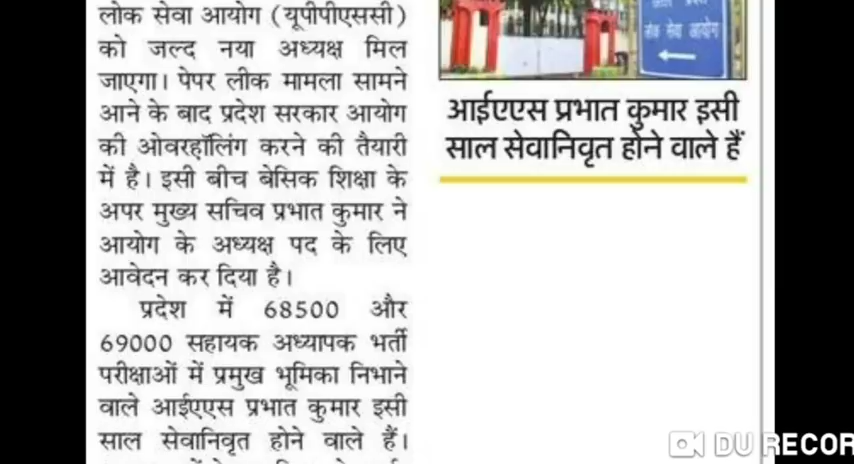 लोक सेवा आयोग (यूपीपीएससी)
को जल्द नया अध्यक्ष मिल
जाएगा। पेपर लीक मामला सामने
आने के बाद प्रदेश सरकार आयोग
की ओवरहॉलिंग करने की तैयारी
में है। इसी बीच बेसिक शिक्षा के
अपर मुख्य सचिव प्रभात कुमार ने
आयोग के अध्यक्ष पद के लिए
आवेदन कर दिया है।
प्रदेश में 68500 और
69000 सहायक अध्यापक भर्ती
परीक्षाओं में प्रमुख भूमिका निभाने
वाले आईएएस प्रभात कुमार इसी
साल सेवानिवृत होने वाले हैं।
लोक सेवा आयोग
आईएएस प्रभात कुमार इसी
साल सेवानिवृत होने वाले हैं
DU RECOR